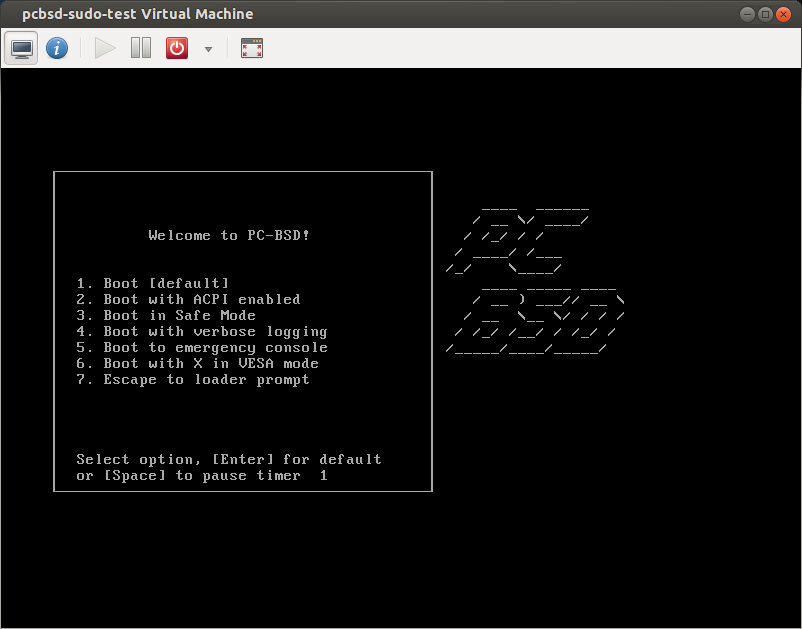 pcbsd-sudo-test Virtual Machine
Welcome to PC-BSD!
1. Boot [default]
2. Boot with ACPI enabled
3. Boot in Safe Mode
4. Boot with verbose logging
5. Boot to emergency console
6. Boot with X in VESA mode
7. Escape to loader prompt
Select option, [Enter] for default
or [Space] to pause timer 1
PC
BSD